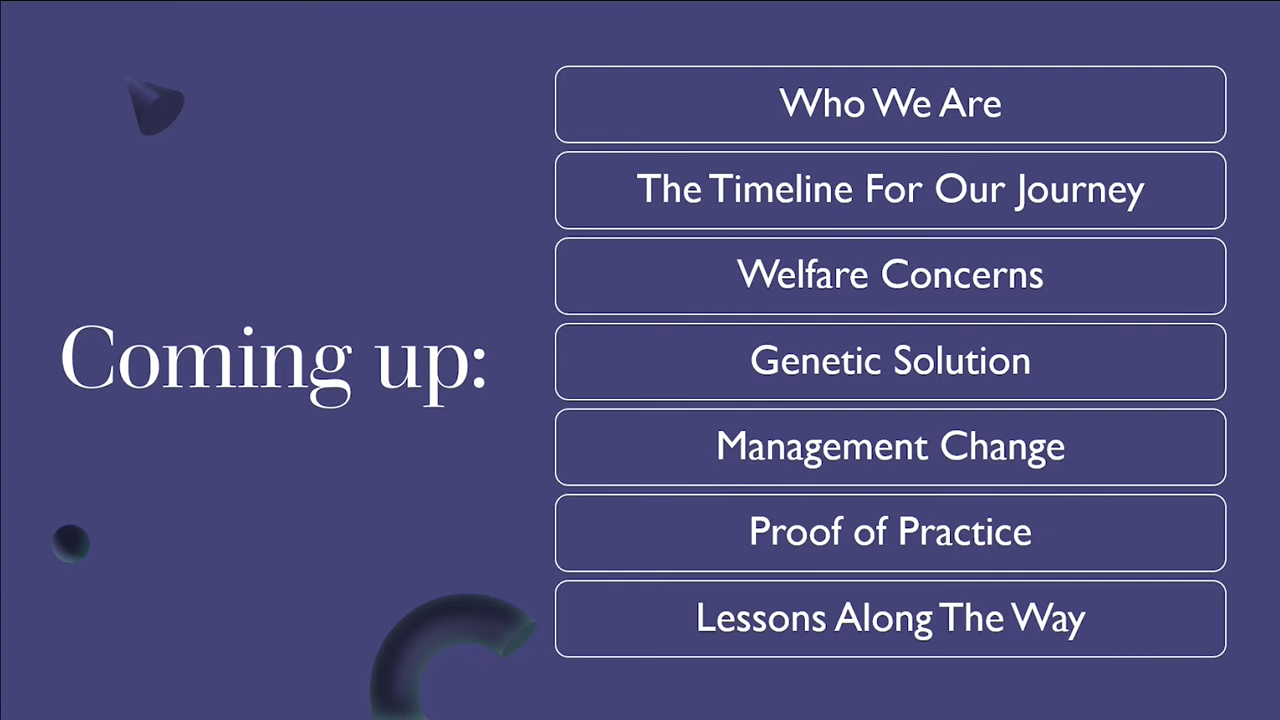 Coming up:
Who We Are
The Timeline For Our Journey
Welfare Concerns
Genetic Solution
Management Change
Proof of Practice
Lessons Along The Way